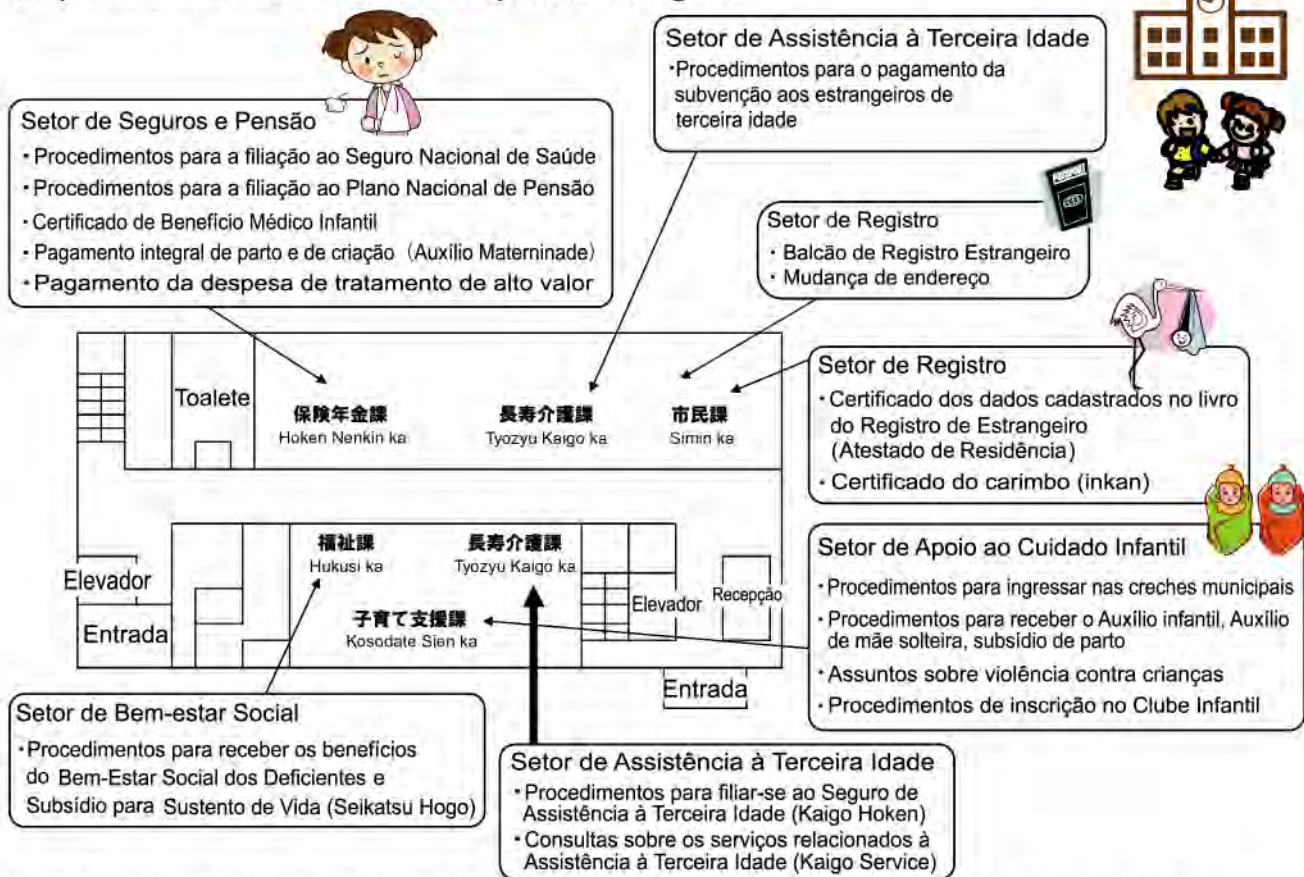 Setor de Assistência à Terceira Idade
・Procedimentos para o pagamento da
subvenção aos estrangeiros de
terceira idade
Setor de Seguros e Pensão
・Procedimentos para a filiação ao Seguro Nacional de Saúde
・Procedimentos para a filiação ao Plano Nacional de Pensão
・Certificado de Benefício Médico Infantil
・Pagamento integral de parto e de criação (Auxílio Materninade)
・Pagamento da despesa de tratamento de alto valor
PASSPORT
Setor de Registro
・Balcão de Registro Estrangeiro
・Mudança de endereço
Setor de Registro
・Certificado dos dados cadastrados no livro
do Registro de Estrangeiro
(Atestado de Residência)
・Certificado do carimbo (inkan)
Toalete
保険年金課
Hoken Nenkin ka
長寿介護課
Tyozyu Kaigo ka
市民課
Simin ka
福祉課
Hukusi ka
長寿介護課
Tyozyu Kaigo ka
子育て支援課
Kosodate Sien ka
Elevador
Entrada
Elevador
Recepção
Entrada
Setor de Apoio ao Cuidado Infantil
・Procedimentos para ingressar nas creches municipais
・Procedimentos para receber o Auxílio infantil, Auxílio
de mãe solteira, subsídio de parto
・Assuntos sobre violência contra crianças
・Procedimentos de inscrição no Clube Infantil
Setor de Bem-estar Social
・Procedimentos para receber os benefícios
do Bem-Estar Social dos Deficientes e
Subsídio para Sustento de Vida (Seikatsu Hogo)
Setor de Assistência à Terceira Idade
・Procedimentos para filiar-se ao Seguro de
Assistência à Terceira Idade (Kaigo Hoken)
・Consultas sobre os serviços relacionados à
Assistência à Terceira Idade (Kaigo Service)